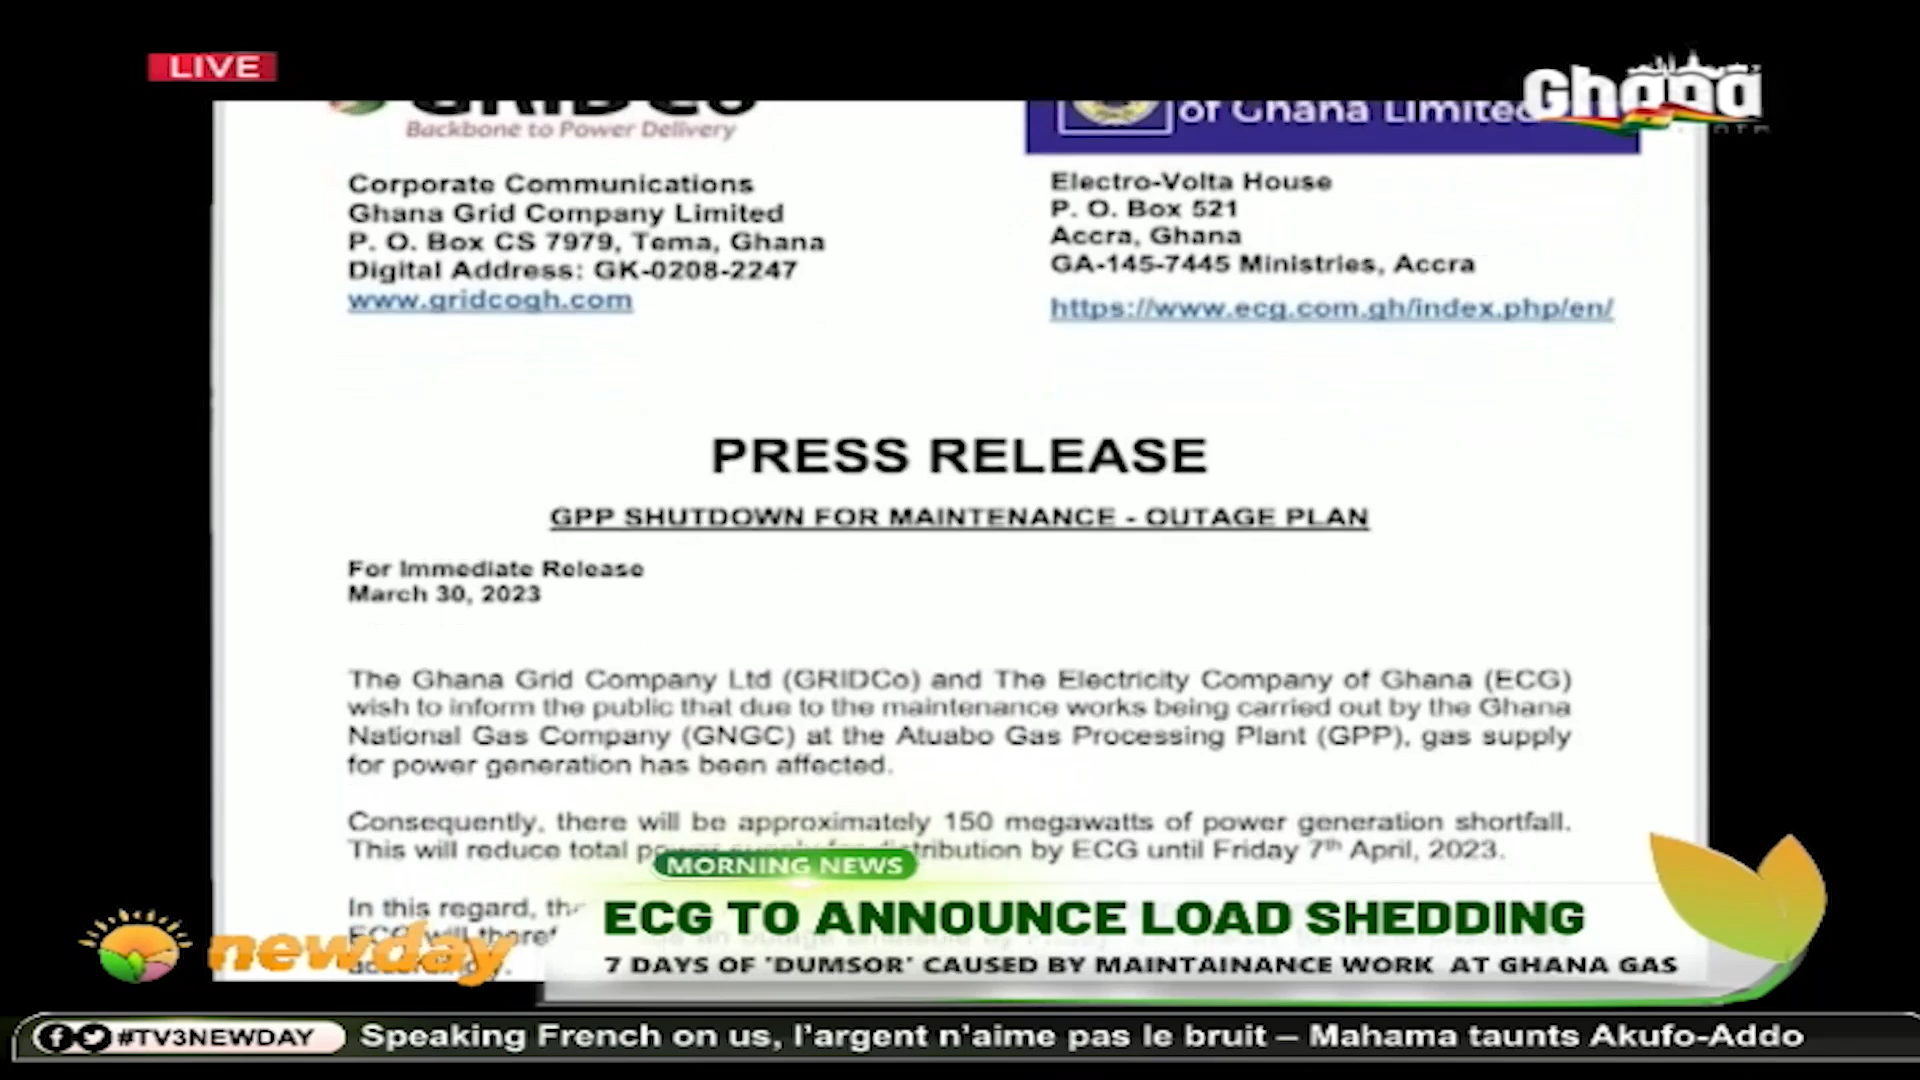 LIVE
Ghana
GRIDCo
Backbone to Power Delivery
of Ghana Limited
Corporate Communications
Ghana Grid Company Limited
P. O. Box CS 7979, Tema, Ghana
Digital Address: GK-0208-2247
www.gridcogh.com
Electro-Volta House
P. O. Box 521
Accra, Ghana
GA-145-7445 Ministries, Accra
https://www.ecg.com.gh/index.php/en/
PRESS RELEASE
GPP SHUTDOWN FOR MAINTENANCE - OUTAGE PLAN
For Immediate Release
March 30, 2023
The Ghana Grid Company Ltd (GRIDCo) and The Electricity Company of Ghana (ECG)
wish to inform the public that due to the maintenance works being carried out by the Ghana
National Gas Company (GNGC) at the Atuabo Gas Processing Plant (GPP), gas supply
for power generation has been affected.
Consequently, there will be approximately 150 megawatts of power generation shortfall.
This will reduce total by ECG until Friday 7th April, 2023.
In this regard,
ECG will
MORNING NEWS
ECG TO ANNOUNCE LOAD SHEDDING
7 DAYS OF 'DUMSOR' CAUSED BY MAINTAINANCE WORK AT GHANA GAS
newday
#TV3NEWDAY
Speaking French on us, l'argent n'aime pas le bruit – Mahama taunts Akufo-Addo